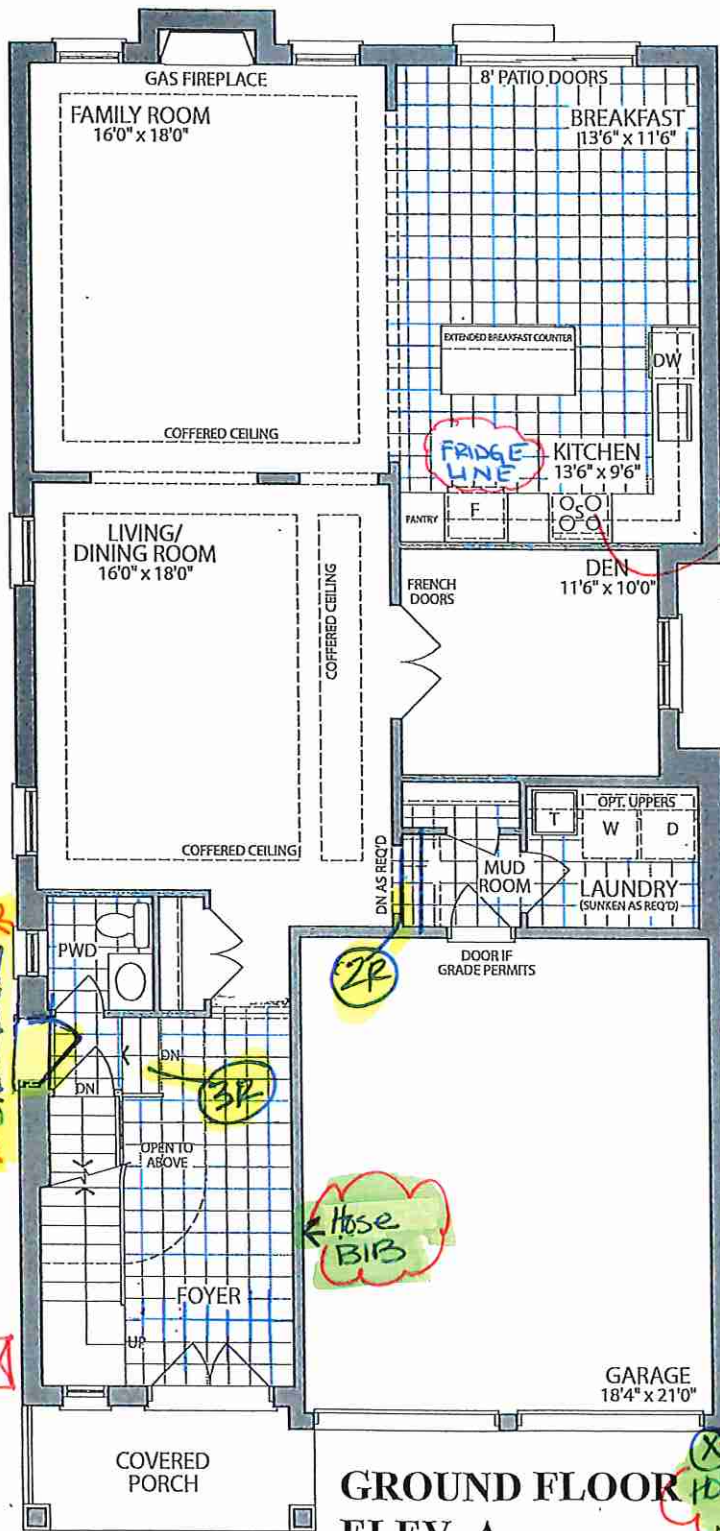 GAS FIREPLACE
8' PATIO DOORS
FAMILY ROOM
16'0" x 18'0"
BREAKFAST
13'6" x 11'6"
EXTENDED BREAKFAST COUNTER
DW
COFFERED CEILING
FRIDGE
LINE
KITCHEN
13'6" x 9'6"
PANTRY
F
S
LIVING/
DINING ROOM
16'0" x 18'0"
COFFERED CEILING
FRENCH
DOORS
DEN
11'6" x 10'0"
COFFERED CEILING
DN AS REQ'D
MUD
ROOM
T
OPT. UPPERS
W
D
LAUNDRY
(SUNKEN AS REQ'D)
PWD
2R
DOOR IF
GRADE PERMITS
DN
DN
3R
OPEN TO
ABOVE
Hose
BIB
FOYER
UP
GARAGE
18'4" x 21'0"
COVERED
PORCH
GROUND FLOOR
ELEV. A
X